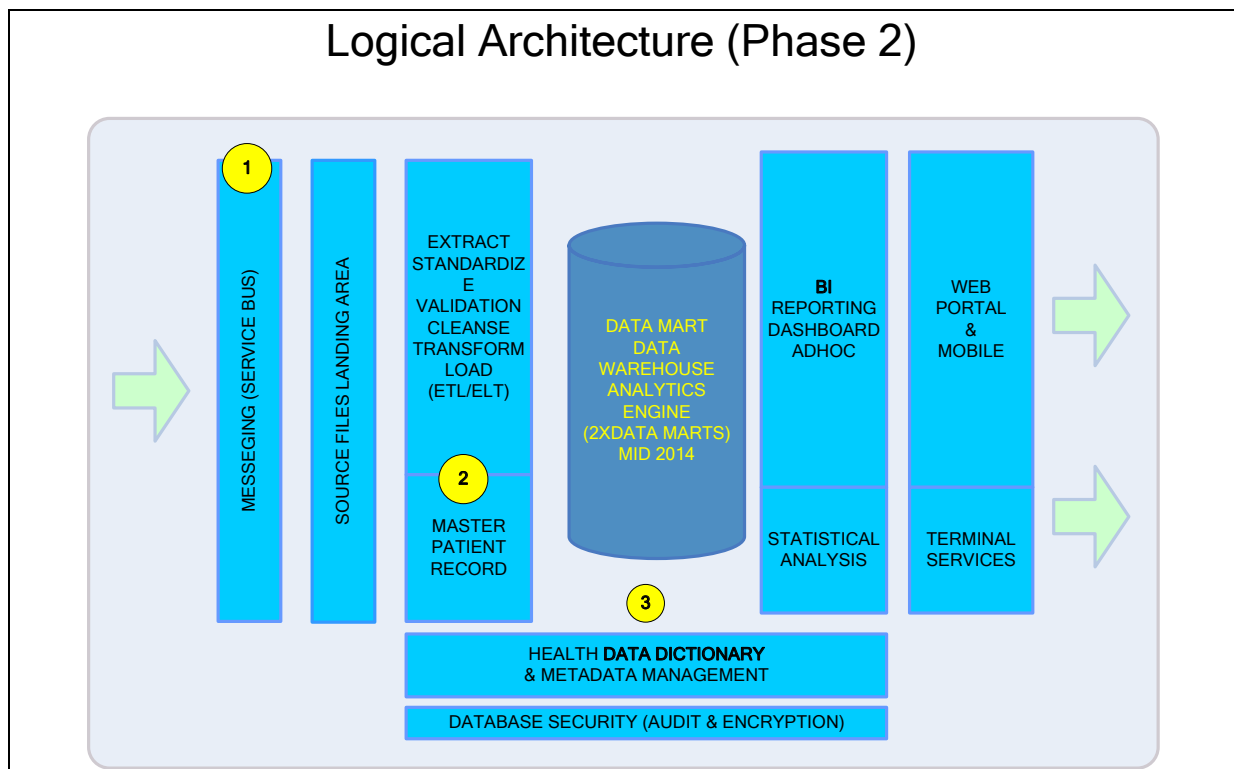 Logical Architecture (Phase 2)
1
MESSEGING (SERVICE BUS)
SOURCE FILES LANDING AREA
EXTRACT
STANDARDIZ
E
VALIDATION
CLEANSE
TRANSFORM
LOAD
(ETL/ELT)
2
MASTER
PATIENT
RECORD
DATA MART
DATA
WAREHOUSE
ANALYTICS
ENGINE
(2XDATA MARTS)
MID 2014
3
BI
REPORTING
DASHBOARD
ADHOC
STATISTICAL
ANALYSIS
WEB
PORTAL
&
MOBILE
TERMINAL
SERVICES
HEALTH DATA DICTIONARY
& METADATA MANAGEMENT
DATABASE SECURITY (AUDIT & ENCRYPTION)